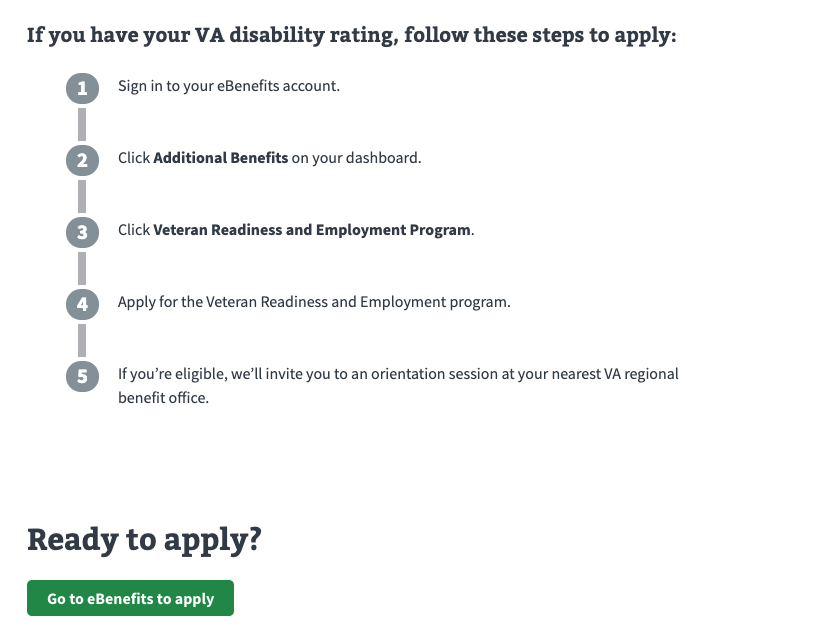 If you have your VA disability rating, follow these steps to apply:
1 Sign in to your eBenefits account.
2 Click Additional Benefits on your dashboard.
3 Click Veteran Readiness and Employment Program.
4 Apply for the Veteran Readiness and Employment program.
5 If you’re eligible, we’ll invite you to an orientation session at your nearest VA regional
benefit office.
Ready to apply?
Go to eBenefits to apply